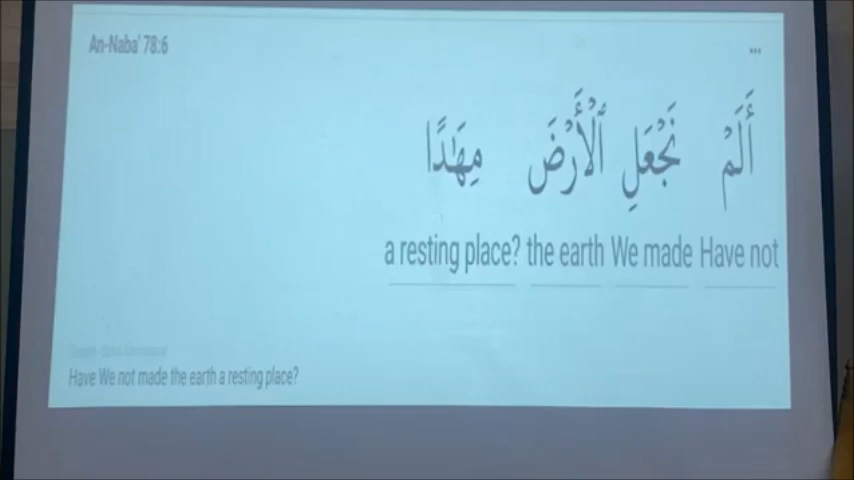 An-Naba' 78:6
أَلَمْ نَجْعَلِ ٱلْأَرْضَ مِهَـٰدًا
a resting place? the earth We made Have not
Have We not made the earth a resting place?